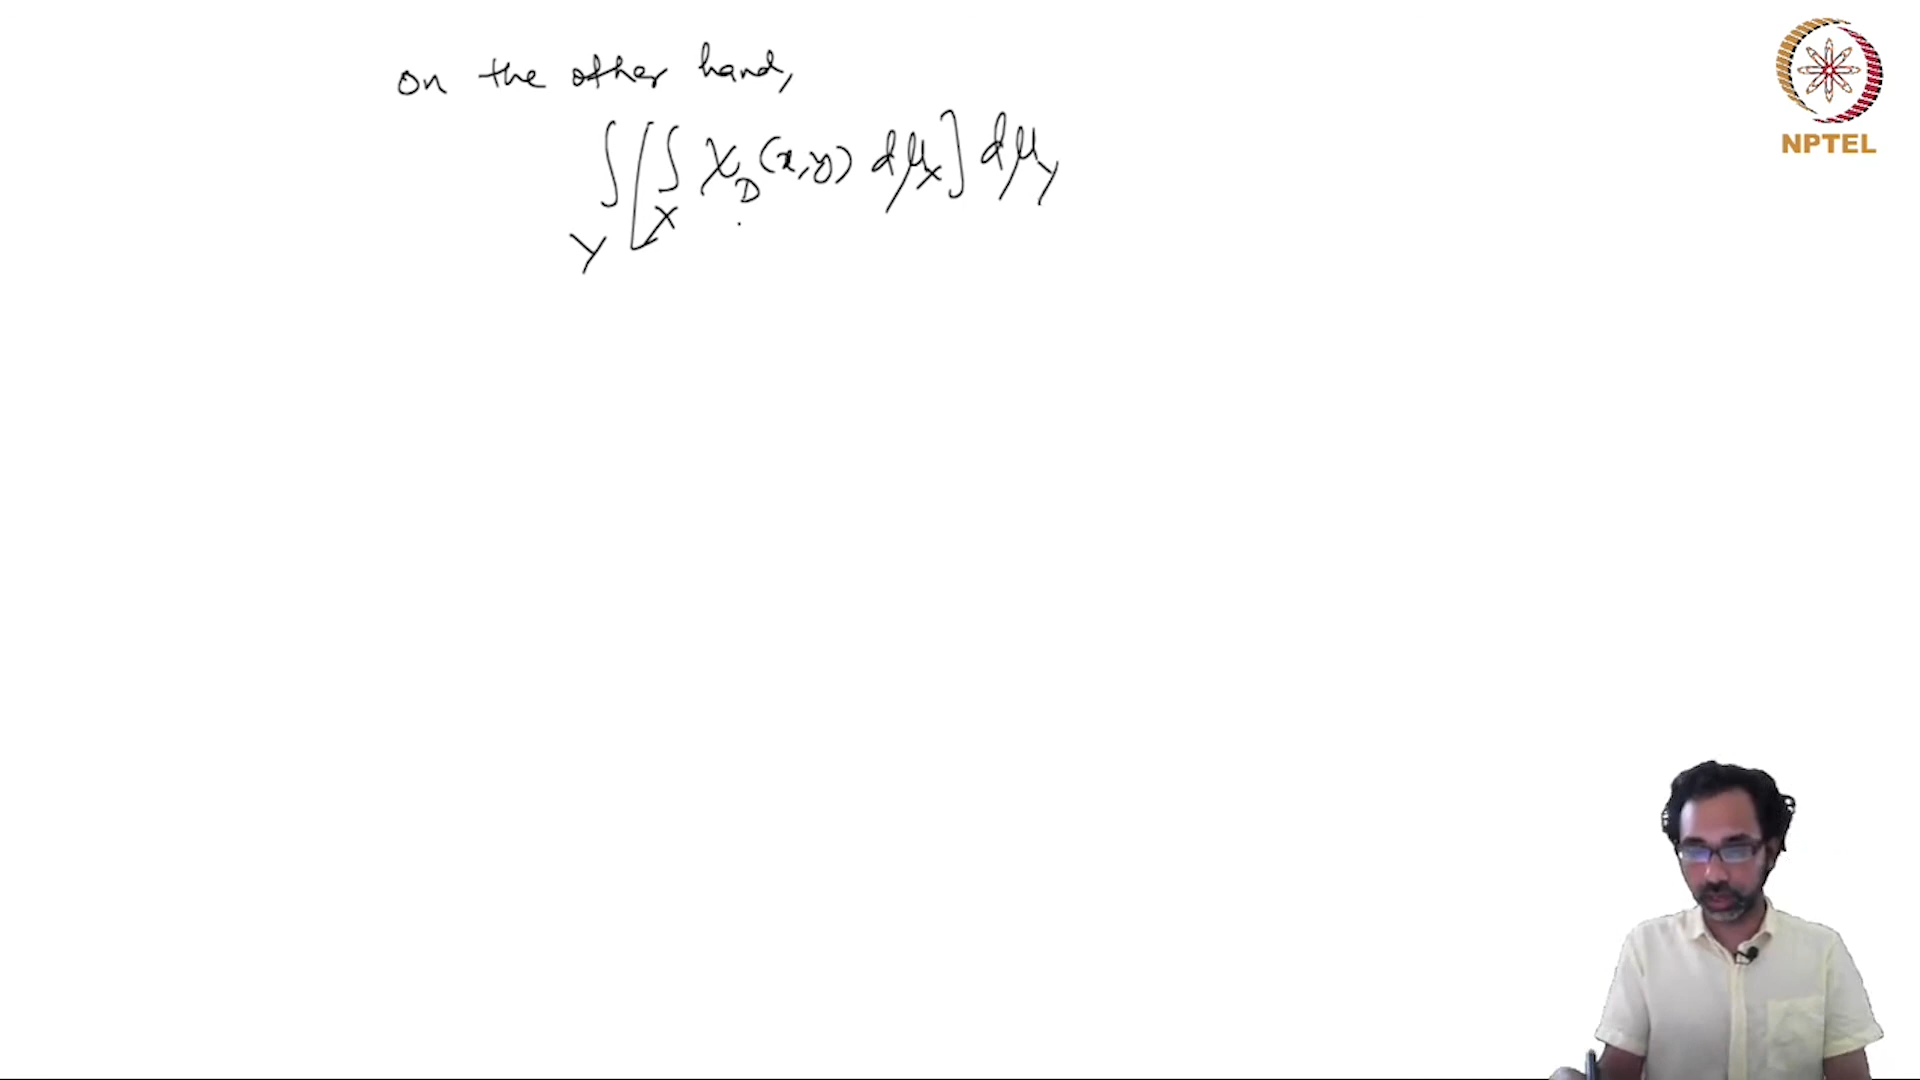 on the other hand,
∫_Y [∫_X χ_D (x,y) dμ_X] dμ_Y
NPTEL